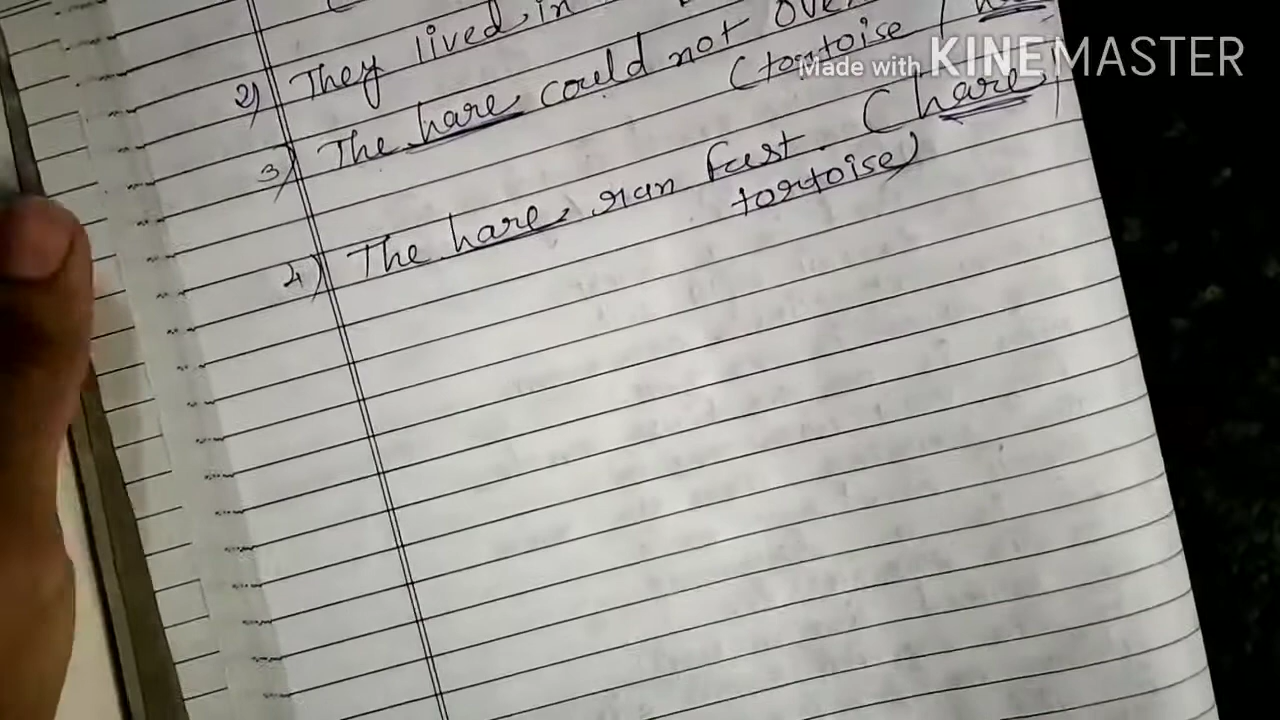 2) They lived in
3) The hare could not
(tortoise /
4) The hare ran fast. (hare /
tortoise)
Made with KINEMASTER